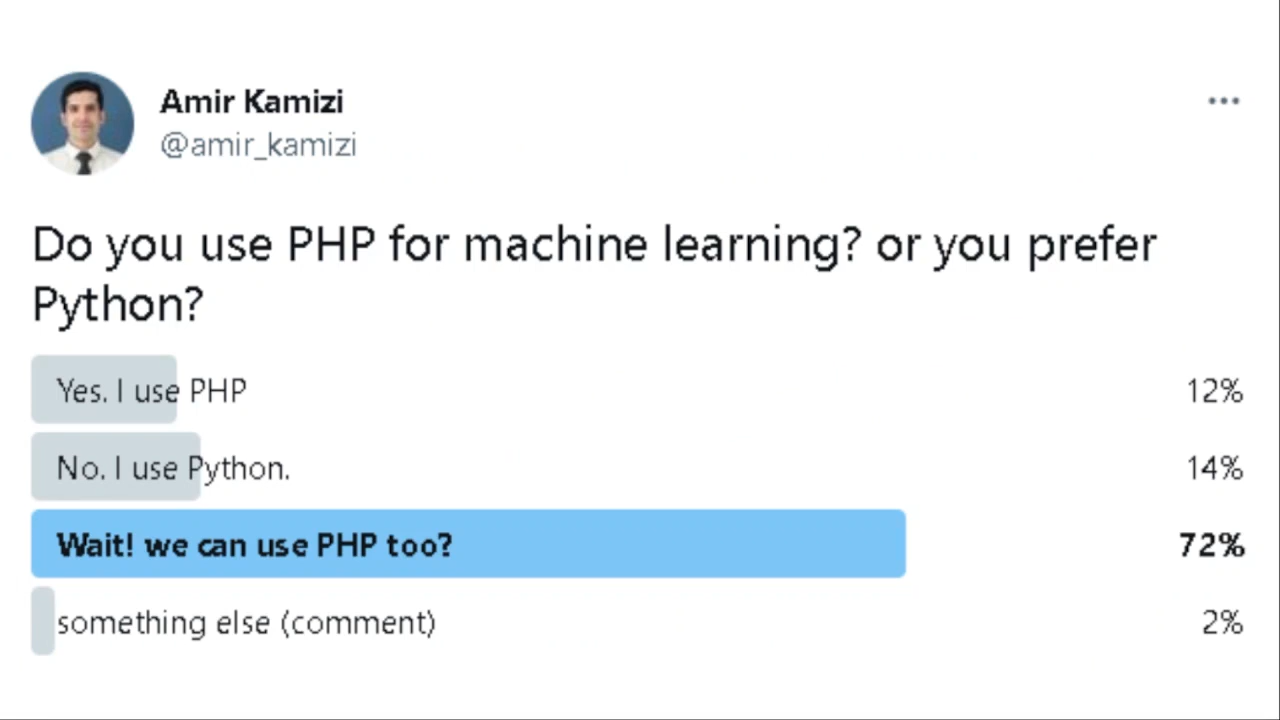 Amir Kamizi
@amir_kamizi
Do you use PHP for machine learning? or you prefer
Python?
Yes. I use PHP 12%
No. I use Python. 14%
Wait! we can use PHP too? 72%
something else (comment) 2%